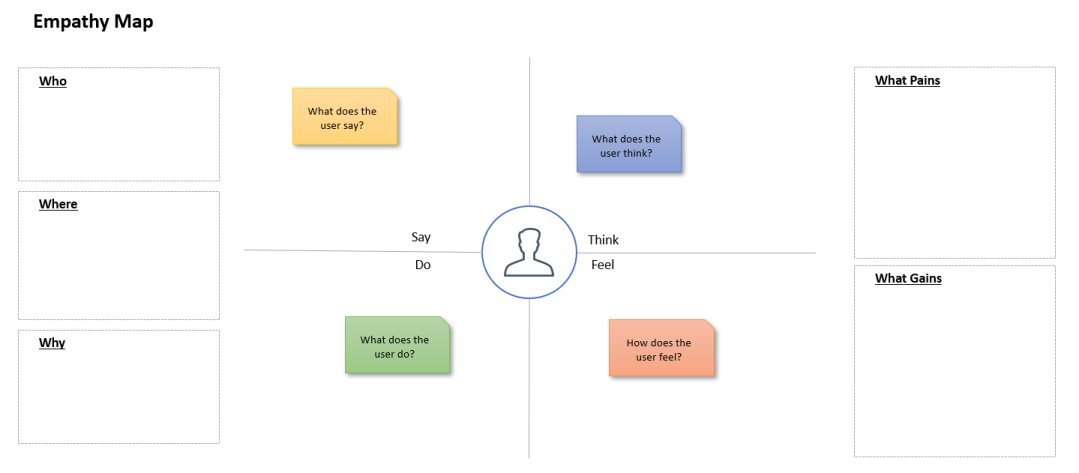 Empathy Map
Who
Where
Why
What does the
user say?
What does the
user think?
Say
Think
Do
Feel
What does the
user do?
How does the
user feel?
What Pains
What Gains